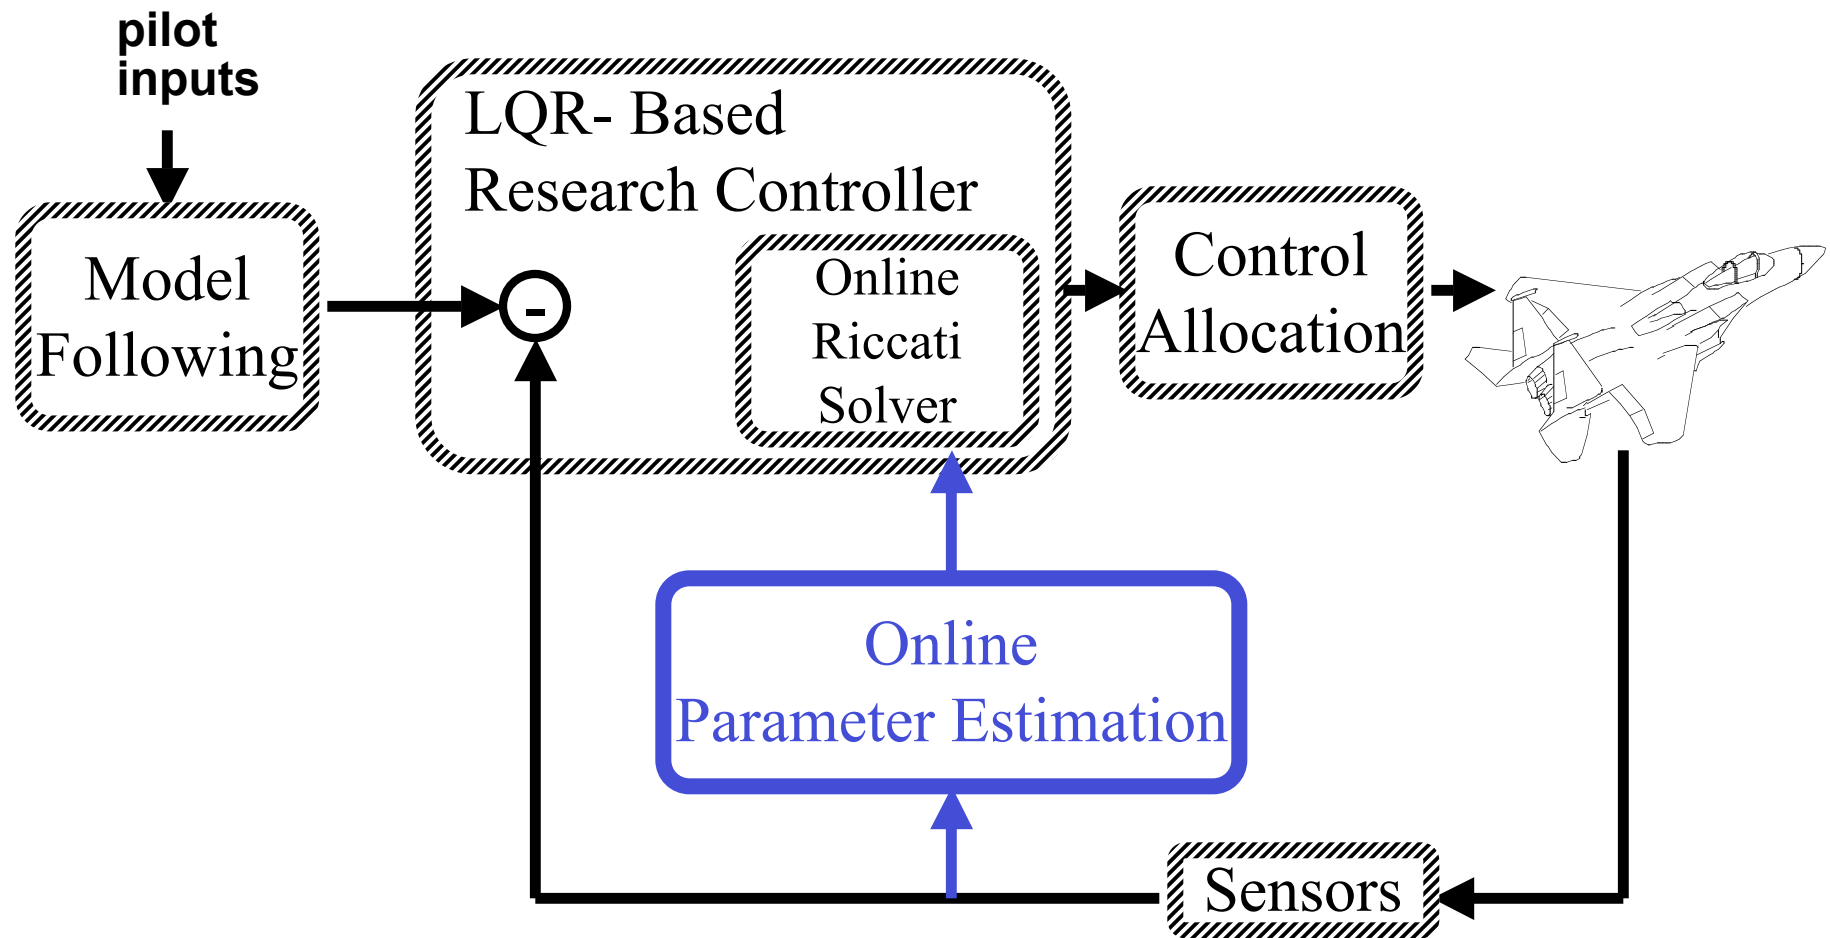 pilot
inputs
LQR- Based
Research Controller
Model
Following
-
Online
Riccati
Solver
Control
Allocation
Online
Parameter Estimation
Sensors